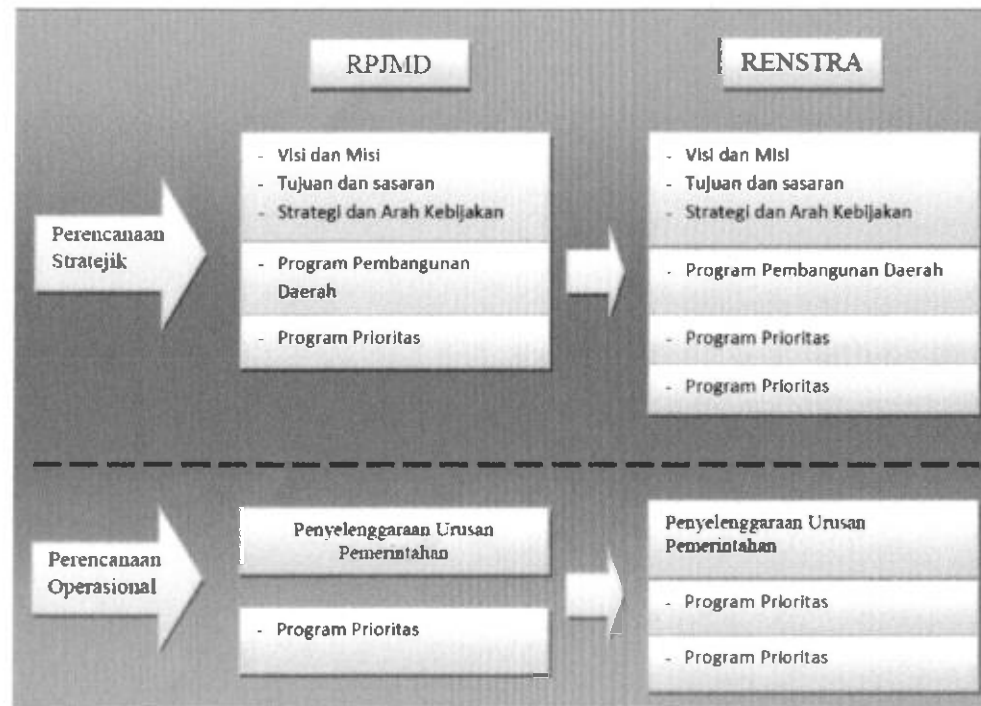 RPJMD
RENSTRA
Perencanaan
Stratejik
- Visi dan Misi
- Tujuan dan sasaran
- Strategi dan Arah Kebijakan
- Program Pembangunan
Daerah
- Program Prioritas
- Visi dan Misi
- Tujuan dan sasaran
- Strategi dan Arah Kebijakan
- Program Pembangunan Daerah
- Program Prioritas
- Program Prioritas
Perencanaan
Operasional
Penyelenggaraan Urusan
Pemerintahan
- Program Prioritas
Penyelenggaraan Urusan
Pemerintahan
- Program Prioritas
- Program Prioritas